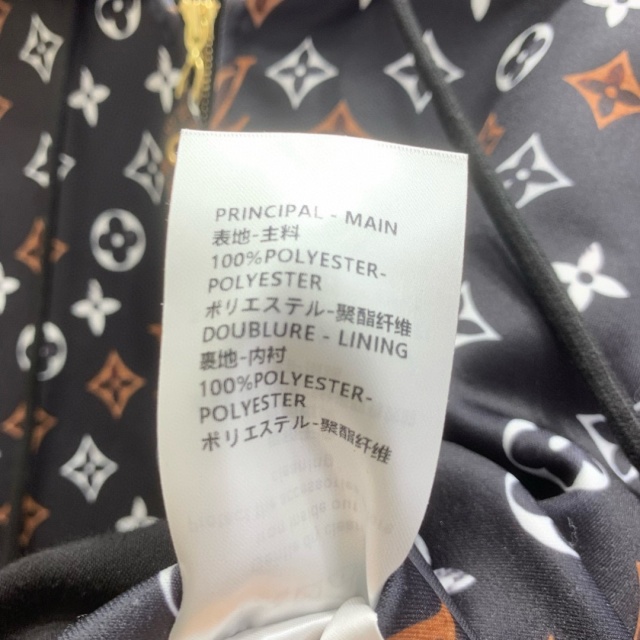 PRINCIPAL - MAIN
表地-主料
100%POLYESTER-
POLYESTER
ポリエステル-聚酯纤维
DOUBLURE - LINING
裏地-内衬
100%POLYESTER-
POLYESTER
ポリエステル-聚酯纤维